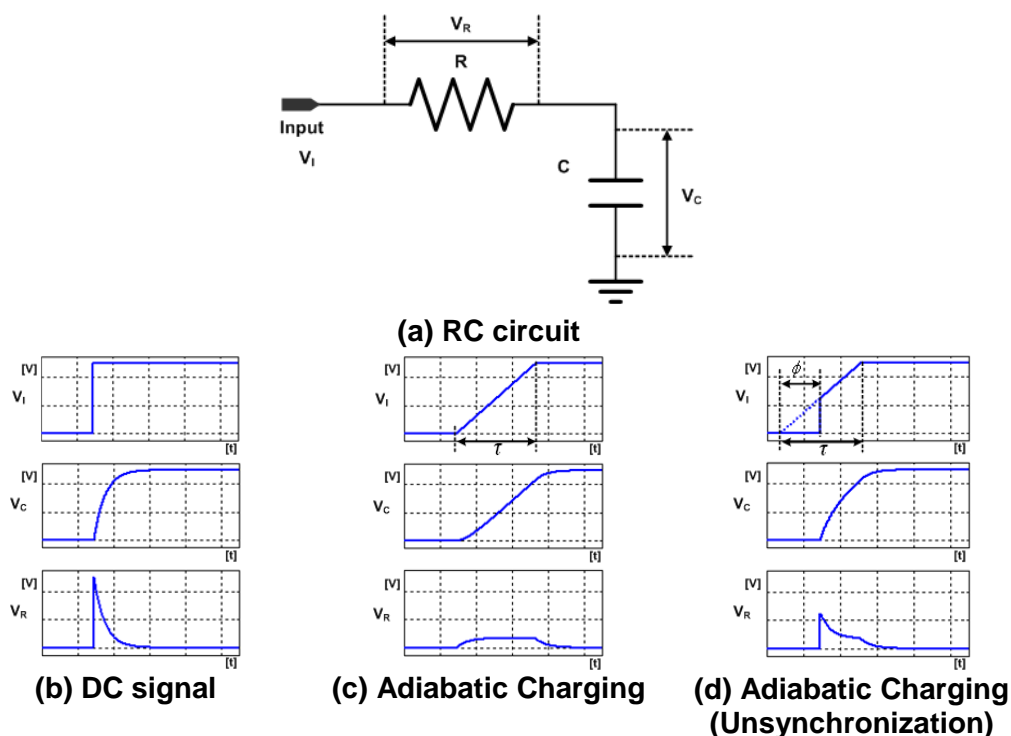 V_R
R
Input
V_I
C
V_C
(a) RC circuit
[V]
V_I
[t]
[V]
V_C
[t]
[V]
V_R
[t]
(b) DC signal
[V]
V_I
τ
[t]
[V]
V_C
[t]
[V]
V_R
[t]
(c) Adiabatic Charging
[V]
ϕ
V_I
τ
[t]
[V]
V_C
[t]
[V]
V_R
[t]
(d) Adiabatic Charging
(Unsynchronization)